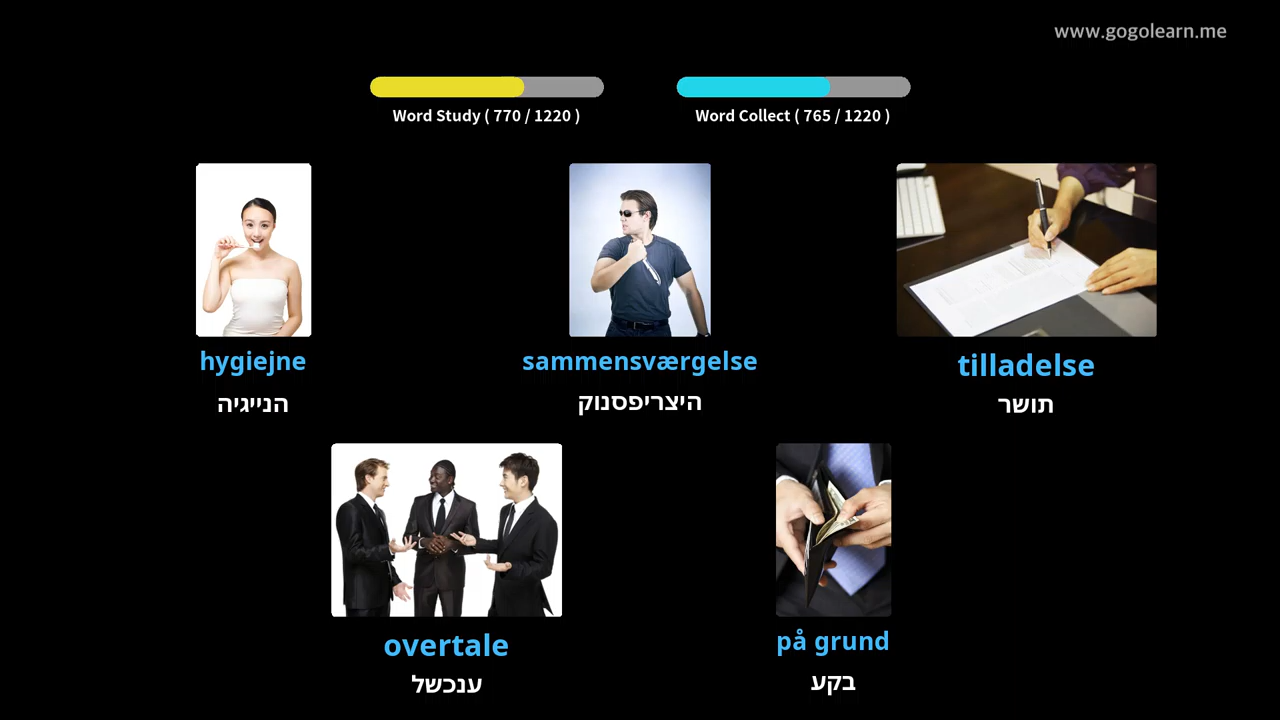 www.gogolearn.me
Word Study ( 770 / 1220 )
Word Collect ( 765 / 1220 )
hygiejne
הנייגיה
sammensværgelse
היצריפסנוק
tilladelse
תושר
overtale
ענכשל
på grund
בקע